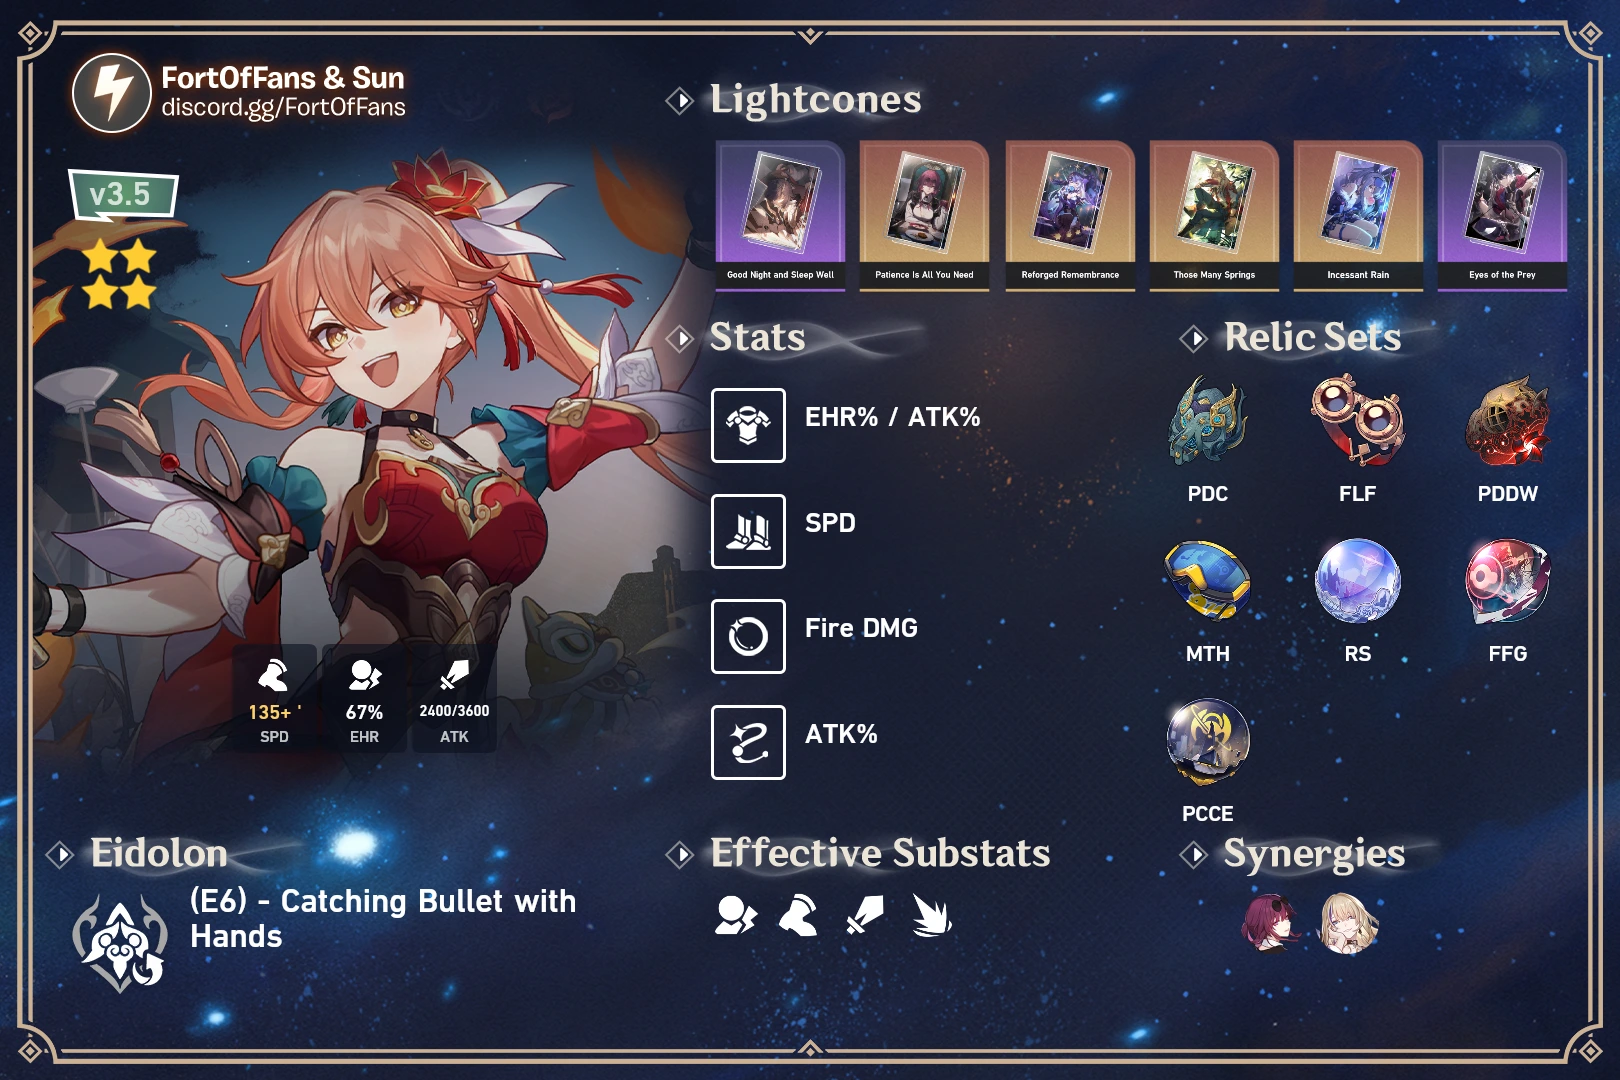 FortOfFans & Sun
discord.gg/FortOfFans
v3.5
135+ '
SPD
67%
EHR
2400/3600
ATK
Eidolon
(E6) - Catching Bullet with
Hands
Lightcones
Good Night and Sleep Well
Patience Is All You Need
Reforged Remembrance
Those Many Springs
Incessant Rain
Eyes of the Prey
Stats
EHR% / ATK%
SPD
Fire DMG
ATK%
Relic Sets
PDC
FLF
PDDW
MTH
RS
FFG
PCCE
Effective Substats
Synergies